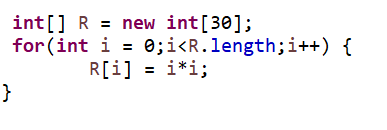 int[] R = new int[30];
for(int i = 0;i<R.length;i++) {
R[i] = i*i;
}